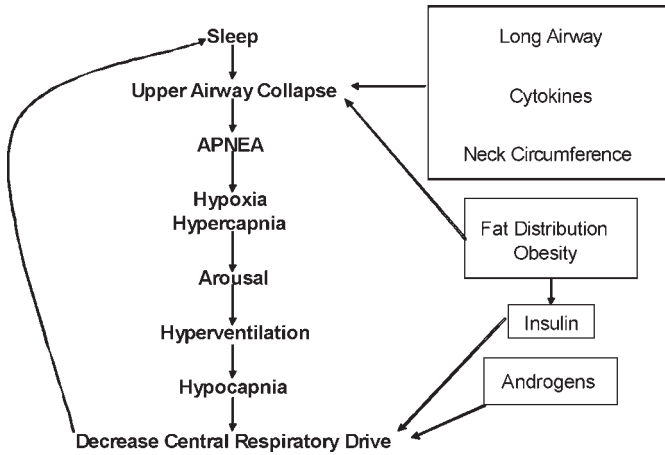 Sleep
Upper Airway Collapse
APNEA
Hypoxia
Hypercapnia
Arousal
Hyperventilation
Hypocapnia
Decrease Central Respiratory Drive
Long Airway
Cytokines
Neck Circumference
Fat Distribution
Obesity
Insulin
Androgens